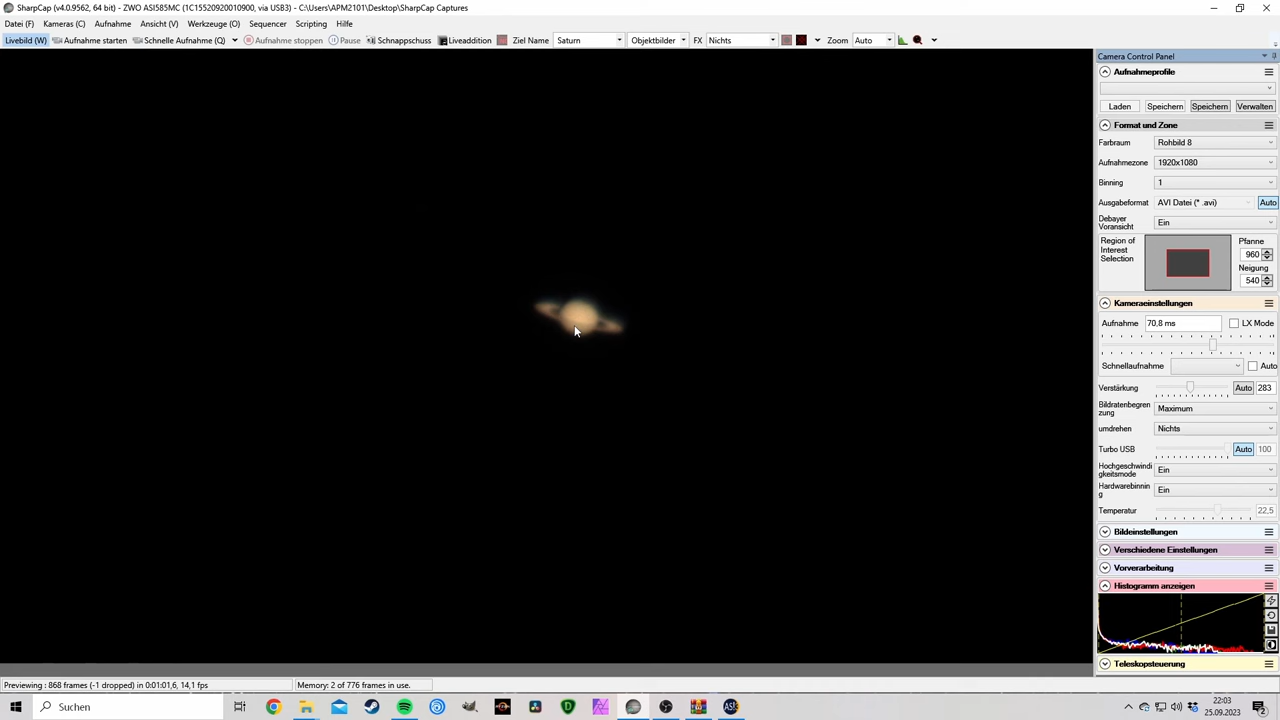 SharpCap (v4.0.9562, 64 bit) - ZWO ASI585MC (1C15520920010900, via USB3) - C:\Users\APM2101\Desktop\SharpCap Captures
Datei (F) Kameras (C) Aufnahme Ansicht (V) Werkzeuge (O) Sequencer Scripting Hilfe
Livebild (W) Aufnahme starten Schnelle Aufnahme (Q) Aufnahme stoppen Pause Schnappschuss Liveaddition Ziel Name Saturn Objektbilder FX Nichts Zoom Auto
Camera Control Panel
Aufnahmeprofile
Laden Speichern Speichern Verwalten
Format und Zone
Farbraum Rohbild 8
Aufnahmezone 1920x1080
Binning 1
Ausgabeformat AVI Datei (* .avi) Auto
Debayer
Voransicht Ein
Region of
Interest
Selection
Pfanne
960
Neigung
540
Kameraeinstellungen
Aufnahme 70,8 ms LX Mode
Schnellaufnahme Auto
Verstärkung Auto 283
Bildratenbegren
zung Maximum
umdrehen Nichts
Turbo USB Auto 100
Hochgeschwindi
gkeitsmode Ein
Hardwarebinnin
g Ein
Temperatur 22,5
Bildeinstellungen
Verschiedene Einstellungen
Vorverarbeitung
Histogramm anzeigen
Teleskopsteuerung
Previewing : 868 frames (-1 dropped) in 0:01:01,6, 14,1 fps Memory: 2 of 776 frames in use.
Suchen
ASI
22:03
25.09.2023
2